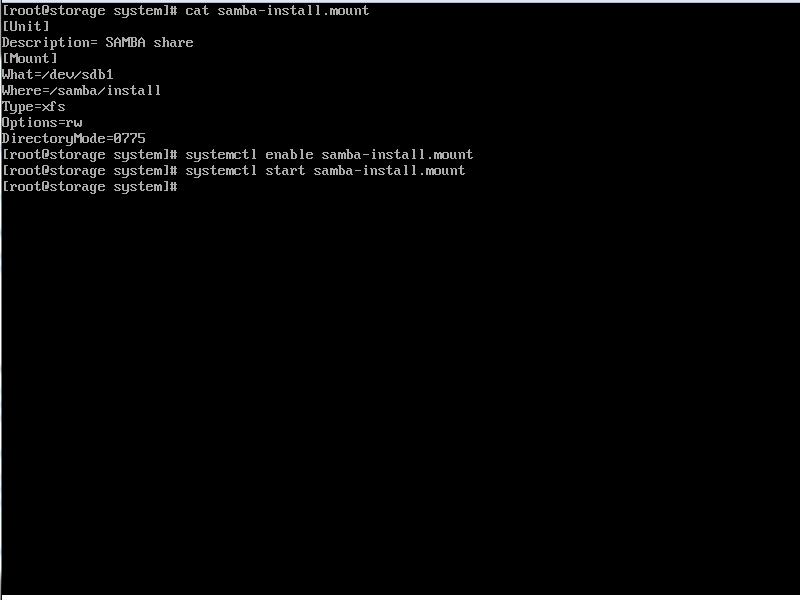 [root@storage system]# cat samba-install.mount
[Unit]
Description= SAMBA share
[Mount]
What=/dev/sdb1
Where=/samba/install
Type=xfs
Options=rw
DirectoryMode=0775
[root@storage system]# systemctl enable samba-install.mount
[root@storage system]# systemctl start samba-install.mount
[root@storage system]#